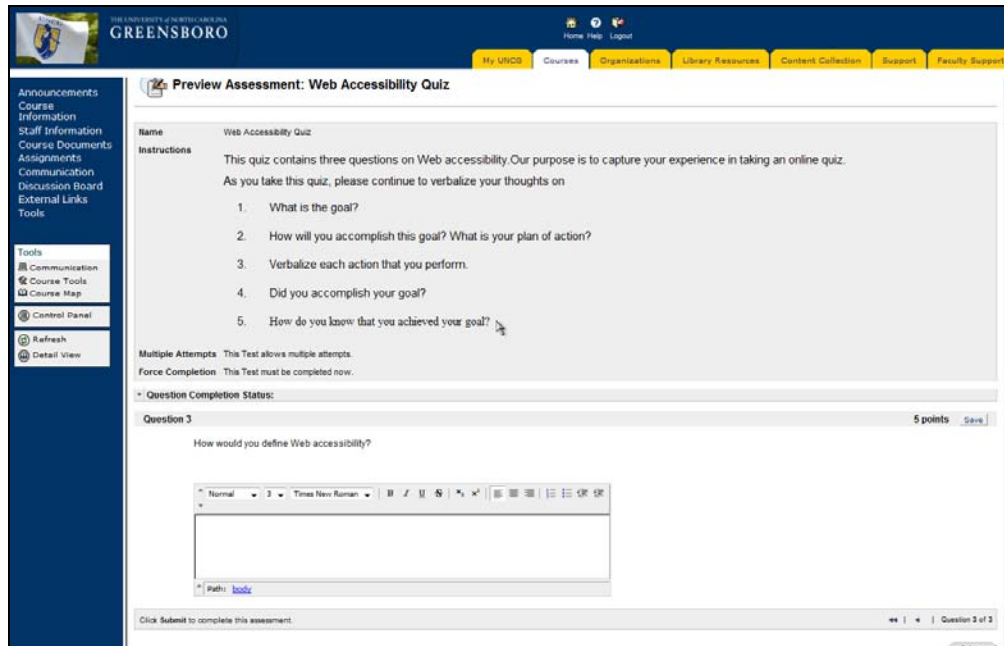 THE UNIVERSITY of NORTH CAROLINA
GREENSBORO
Home Help Logout
My UNCG Courses Organizations Library Resources Content Collection Support Faculty Support
Announcements
Course
Information
Staff Information
Course Documents
Assignments
Communication
Discussion Board
External Links
Tools
Tools
Communication
Course Tools
Course Map
Control Panel
Refresh
Detail View
Preview Assessment: Web Accessibility Quiz
Name Web Accessibility Quiz
Instructions
This quiz contains three questions on Web accessibility.Our purpose is to capture your experience in taking an online quiz.
As you take this quiz, please continue to verbalize your thoughts on
1. What is the goal?
2. How will you accomplish this goal? What is your plan of action?
3. Verbalize each action that you perform.
4. Did you accomplish your goal?
5. How do you know that you achieved your goal?
Multiple Attempts This Test allows multiple attempts.
Force Completion This Test must be completed now.
Question Completion Status:
Question 3 5 points Save
How would you define Web accessibility?
Normal 3 Times New Roman B I U S x₂ x²
Path: body
Click Submit to complete this assessment. Question 3 of 3